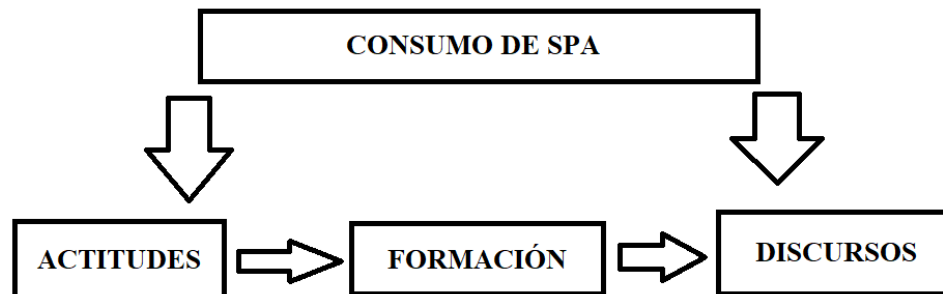 CONSUMO DE SPA
ACTITUDES
FORMACIÓN
DISCURSOS